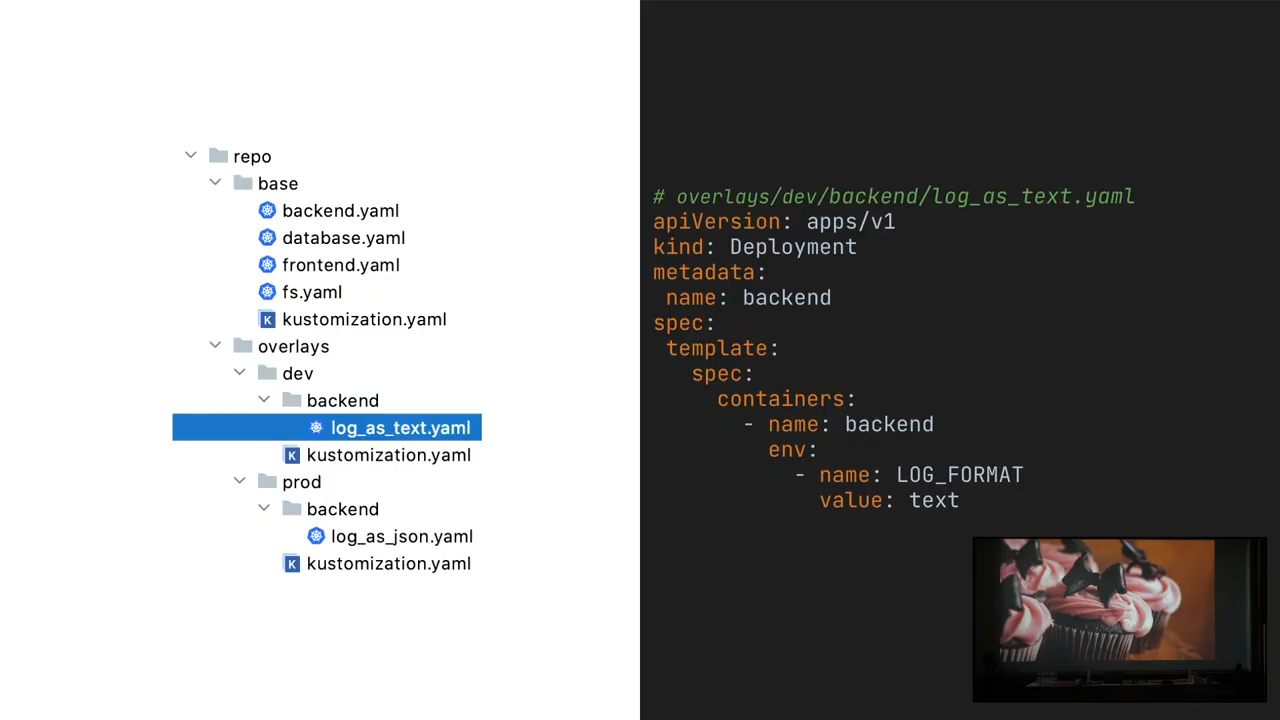 repo
base
backend.yaml
database.yaml
frontend.yaml
fs.yaml
kustomization.yaml
overlays
dev
backend
log_as_text.yaml
kustomization.yaml
prod
backend
log_as_json.yaml
kustomization.yaml
# overlays/dev/backend/log_as_text.yaml
apiVersion: apps/v1
kind: Deployment
metadata:
 name: backend
spec:
 template:
   spec:
     containers:
       - name: backend
         env:
           - name: LOG_FORMAT
             value: text